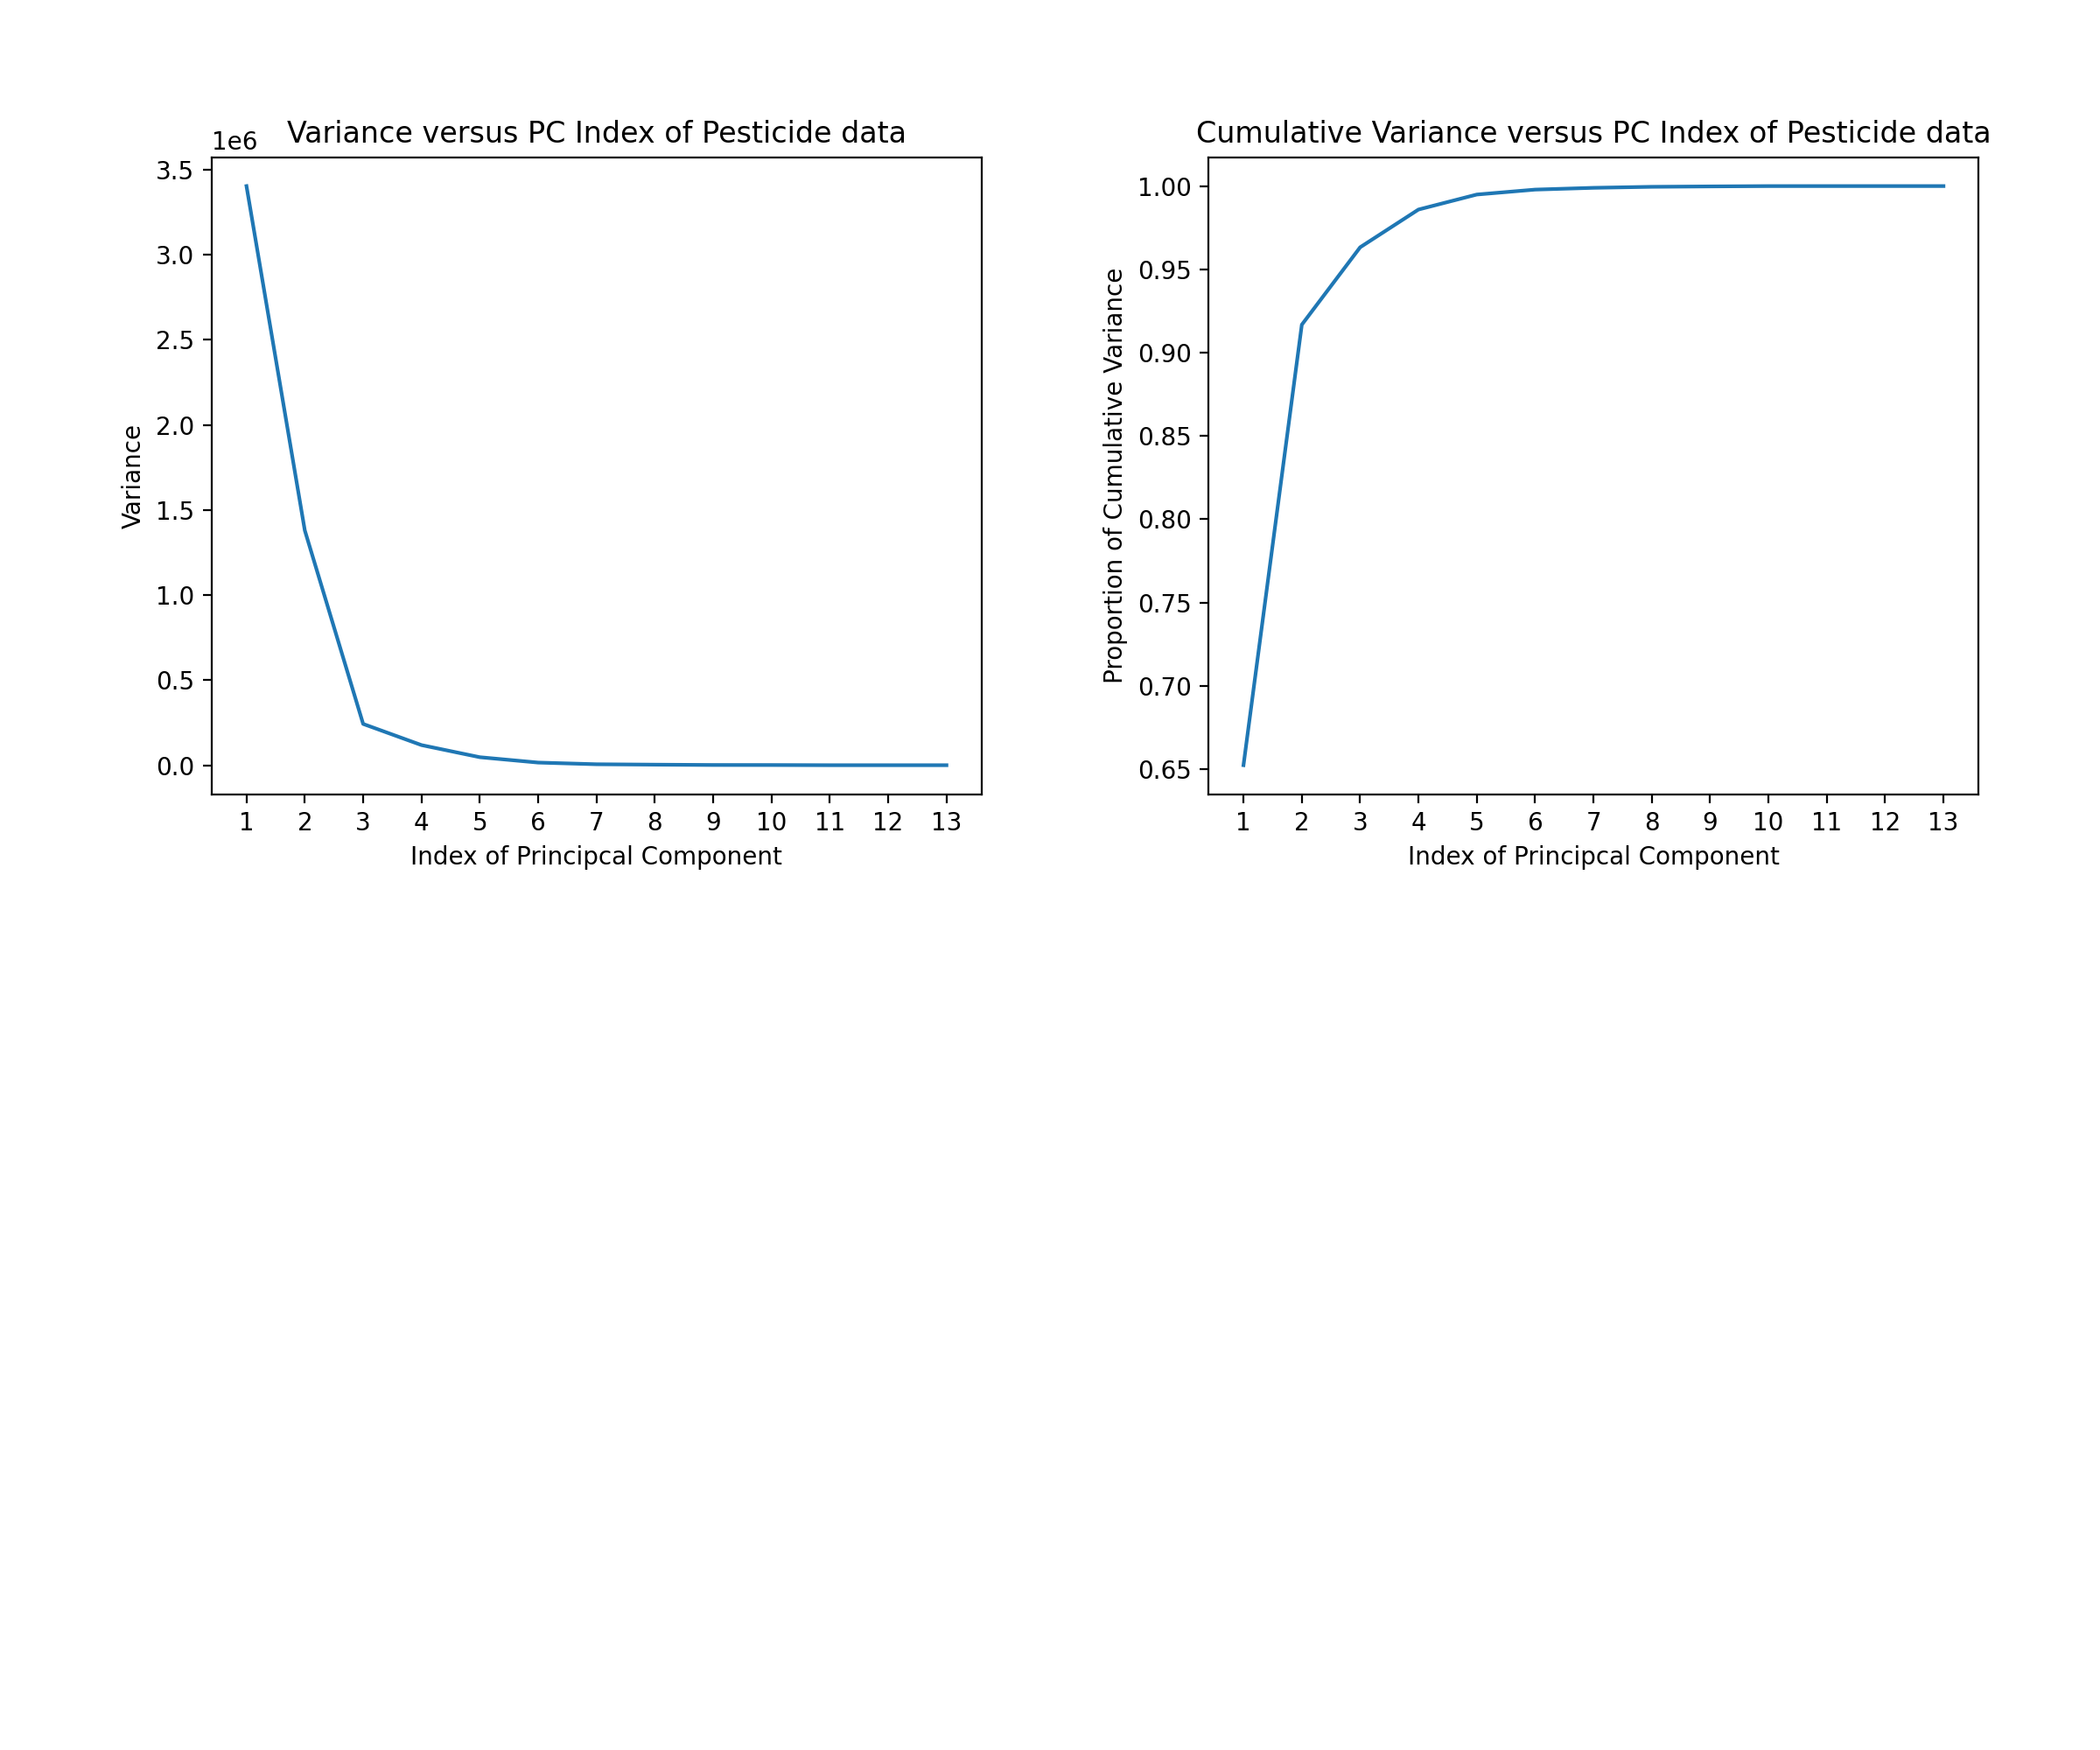 Variance versus PC Index of Pesticide data
1e6
3.5
3.0
2.5
2.0
1.5
1.0
0.5
0.0
Variance
1 2 3 4 5 6 7 8 9 10 11 12 13
Index of Principcal Component
Cumulative Variance versus PC Index of Pesticide data
1.00
0.95
0.90
0.85
0.80
0.75
0.70
0.65
Proportion of Cumulative Variance
1 2 3 4 5 6 7 8 9 10 11 12 13
Index of Principcal Component